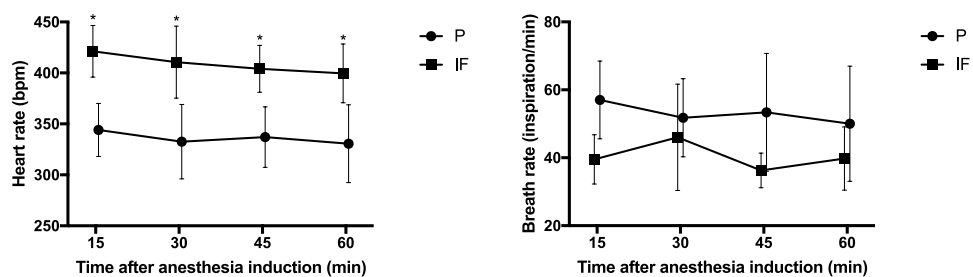 450
400
350
300
250
Heart rate (bpm)
* * * *
15 30 45 60
Time after anesthesia induction (min)
P
IF
80
60
40
20
Breath rate (inspiration/min)
15 30 45 60
Time after anesthesia induction (min)
P
IF